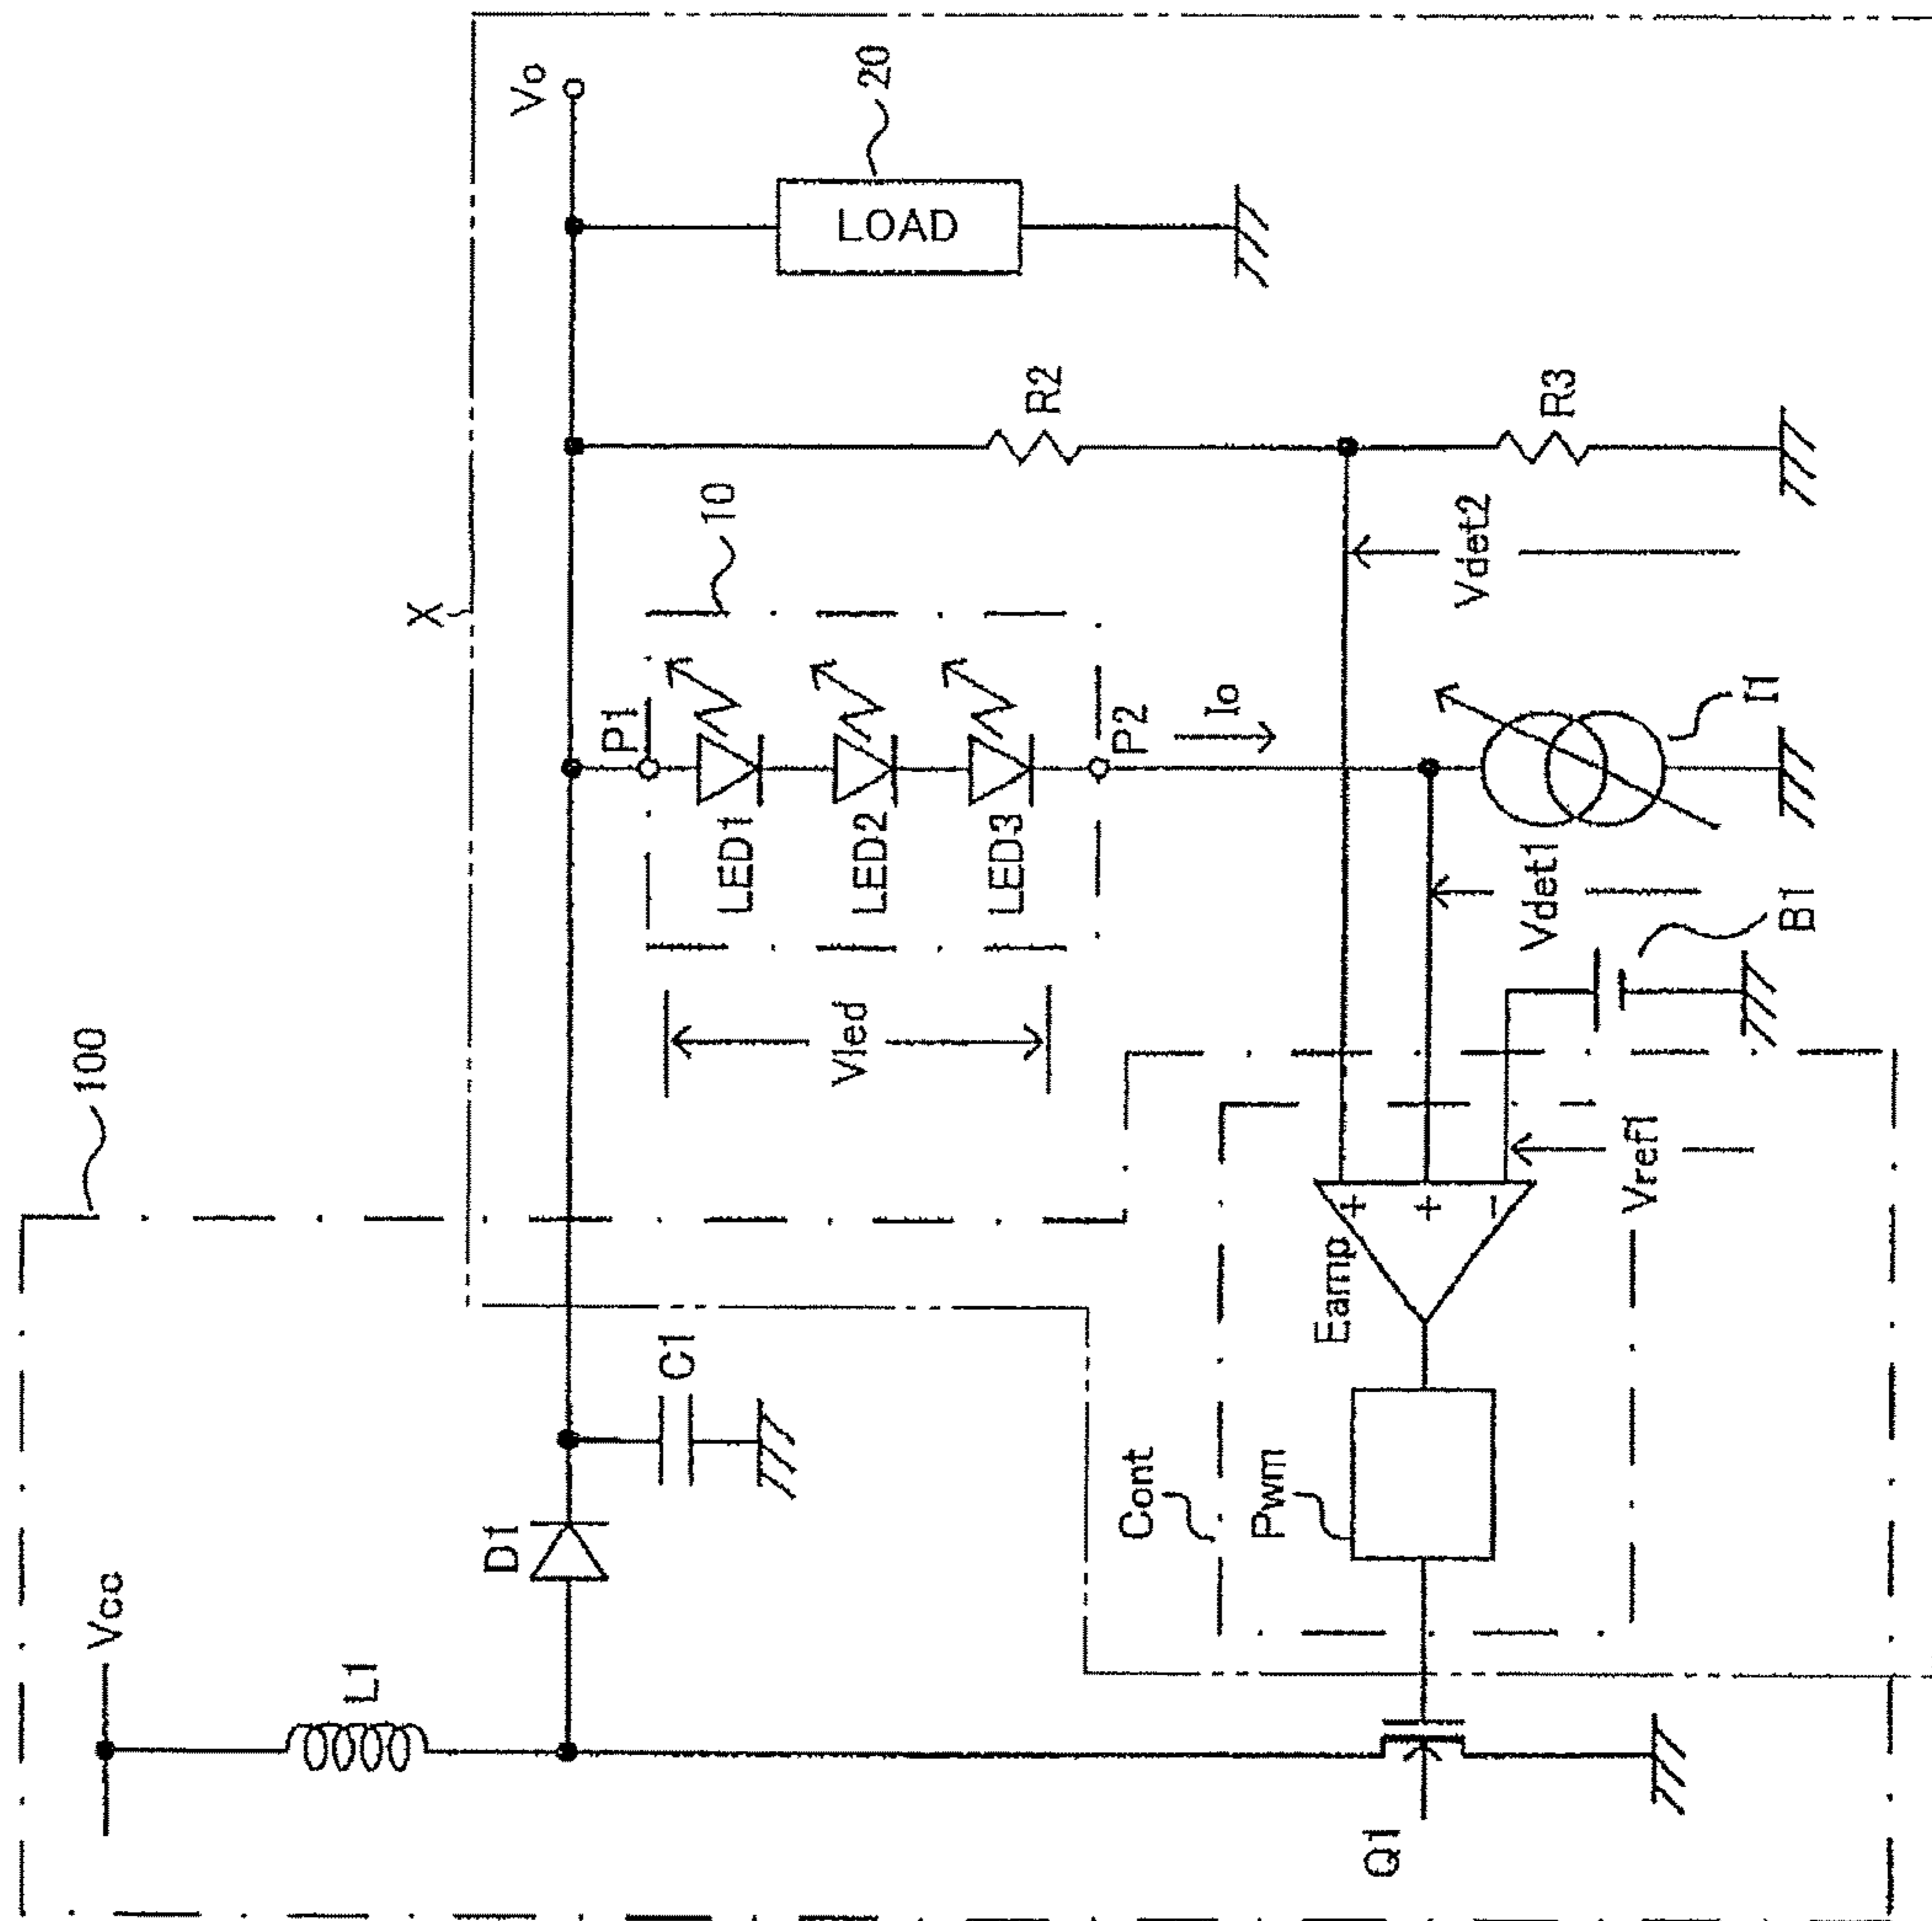 100
Vcc
L1
D1
C1
Q1
Cont
Pwm
Eamp
+
+
−
Vref1
X
Vo
P1
10
LED1
LED2
LED3
Vled
P2
Io
Vdet1
B1
I1
R2
Vdet2
R3
LOAD
20